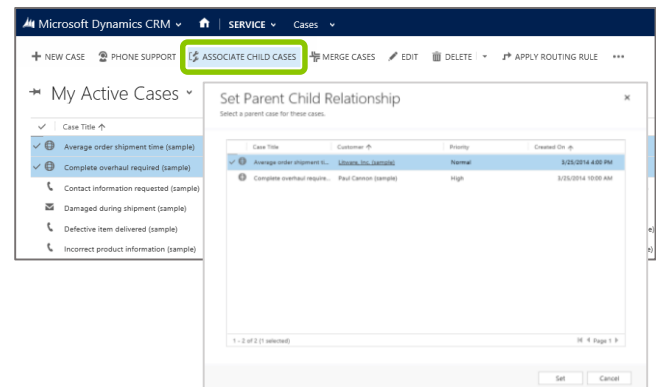 Microsoft Dynamics CRM SERVICE Cases
NEW CASE PHONE SUPPORT ASSOCIATE CHILD CASES MERGE CASES EDIT DELETE APPLY ROUTING RULE •••
My Active Cases
Case Title
Average order shipment time (sample)
Complete overhaul required (sample)
Contact information requested (sample)
Damaged during shipment (sample)
Defective item delivered (sample)
Incorrect product information (sample)
Set Parent Child Relationship ×
Select a parent case for these cases.
Case Title Customer Priority Created On
Average order shipment ti... Litware, Inc. (sample) Normal 3/25/2014 4:00 PM
Complete overhaul require... Paul Cannon (sample) High 3/25/2014 10:00 AM
1 - 2 of 2 (1 selected) Page 1
Set Cancel
e)
e)